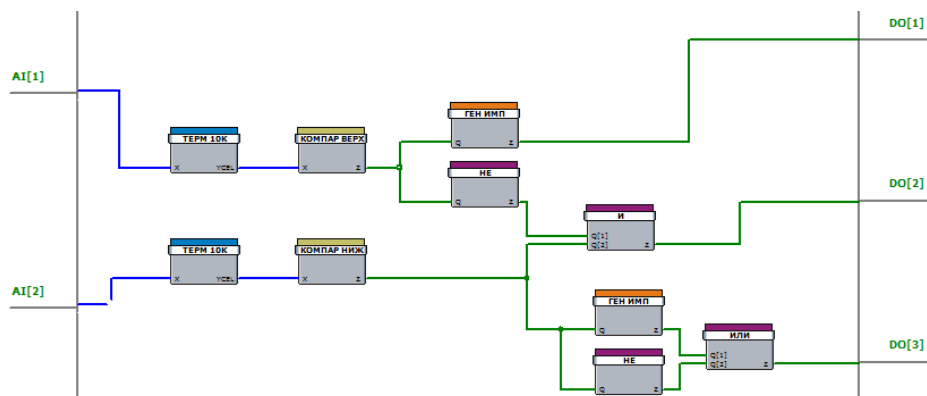 DO[1]
AI[1]
ГЕН ИМП
Q Z
ТЕРМ 10К
X YCEL
КОМПАР ВЕРХ
X Z
НЕ
Q Z
DO[2]
И
Q[1]
Q[2] Z
ТЕРМ 10К
X YCEL
КОМПАР НИЖ
X Z
AI[2]
ГЕН ИМП
Q Z
ИЛИ
Q[1]
Q[2] Z
DO[3]
НЕ
Q Z